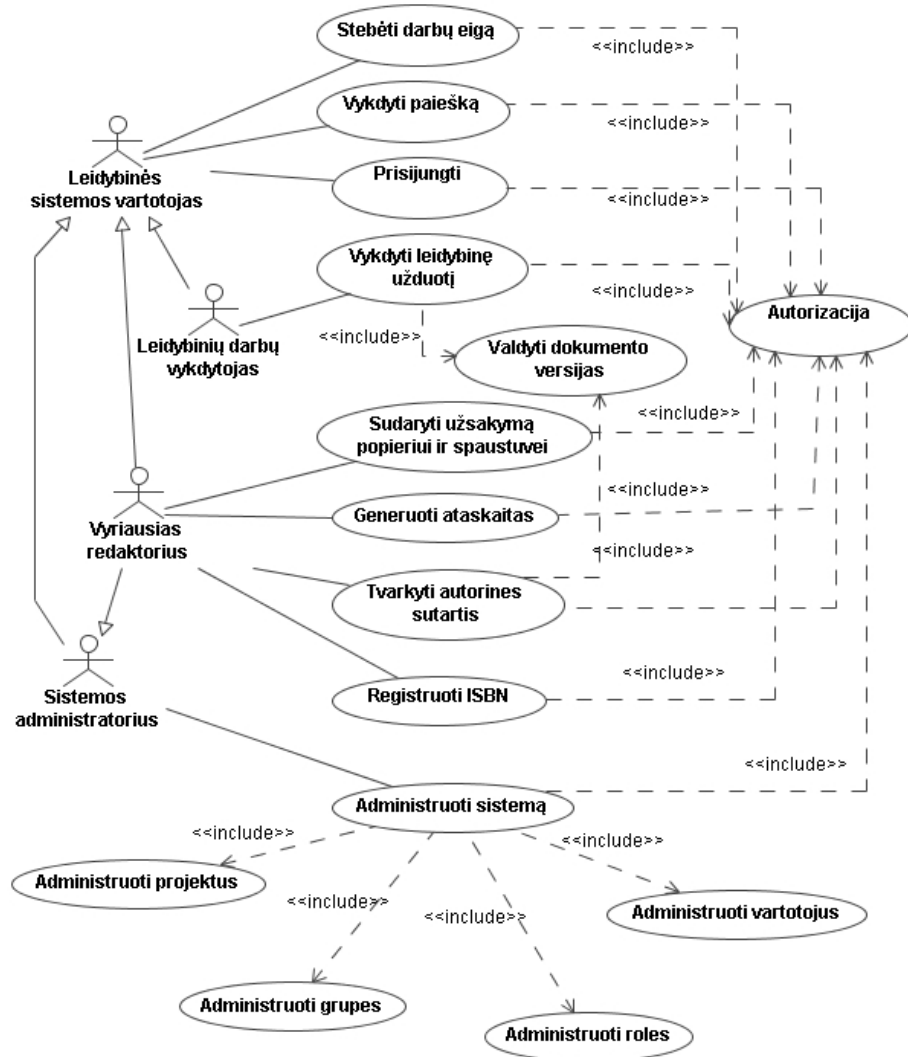 Stebėti darbų eigą
<<include>>
Vykdyti paiešką
<<include>>
Leidybinės
sistemos vartotojas
Prisijungti
<<include>>
Vykdyti leidybinę
užduotį
<<include>>
Autorizacija
Leidybinių darbų
vykdytojas
<<include>>
Valdyti dokumento
versijas
Sudaryti užsakymą
popieriui ir spaustuvei
<<include>>
Vyriausias
redaktorius
Generuoti ataskaitas
<<include>>
<<include>>
Tvarkyti autorines
sutartis
<<include>>
Sistemos
administratorius
Registruoti ISBN
<<include>>
<<include>>
Administruoti sistemą
<<include>>
<<include>>
Administruoti projektus
<<include>>
<<include>>
Administruoti vartotojus
Administruoti grupes
Administruoti roles